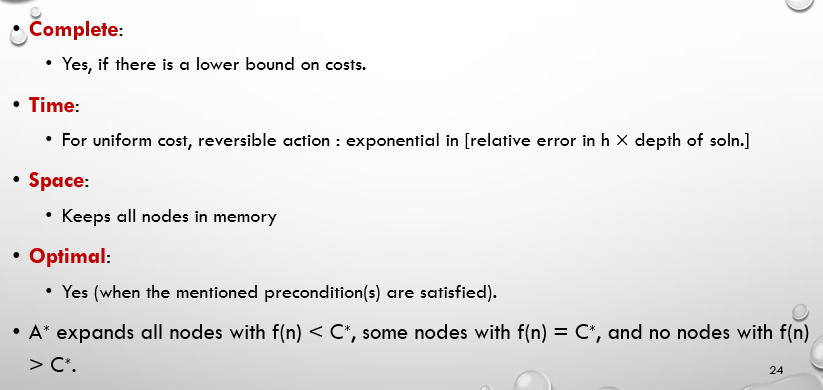 • Complete:
• Yes, if there is a lower bound on costs.
• Time:
• For uniform cost, reversible action : exponential in [relative error in h × depth of soln.]
• Space:
• Keeps all nodes in memory
• Optimal:
• Yes (when the mentioned precondition(s) are satisfied).
• A* expands all nodes with f(n) < C*, some nodes with f(n) = C*, and no nodes with f(n)
> C*.
24